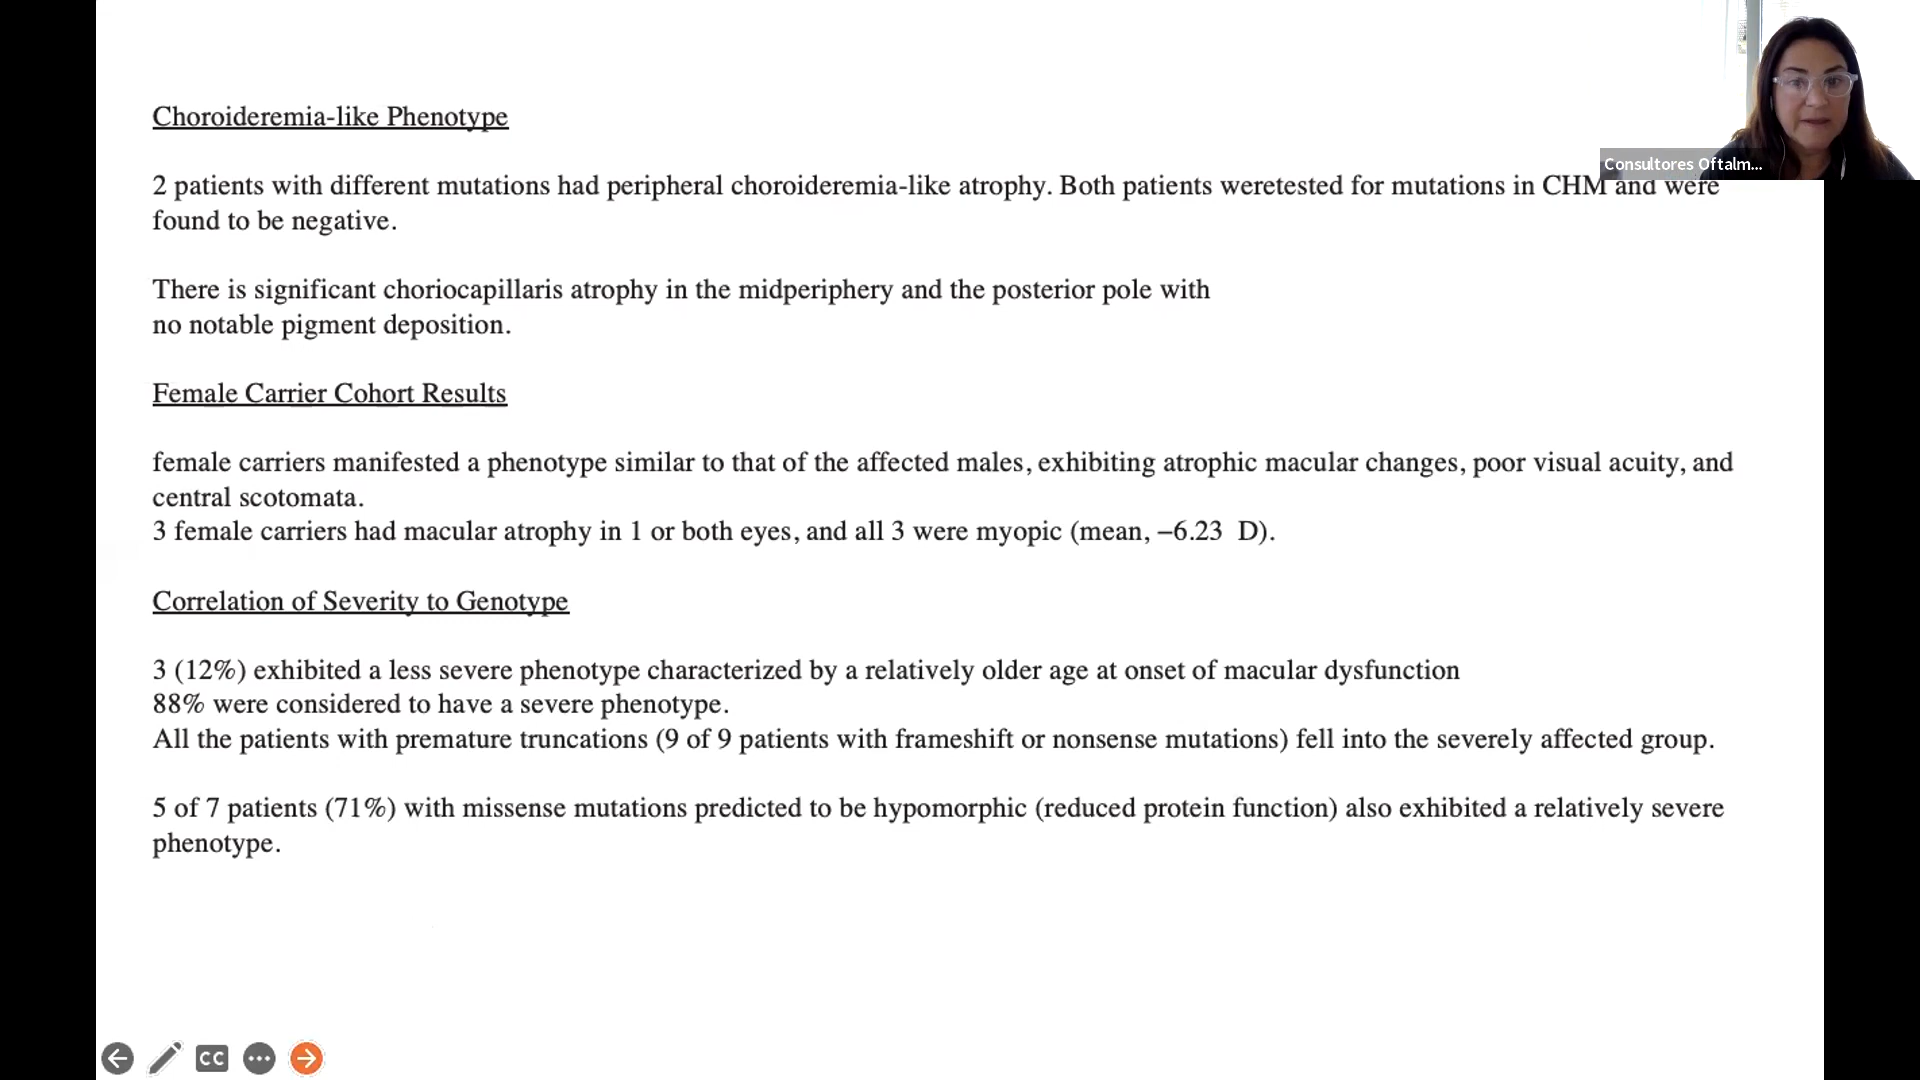 Consultores Oftalm...
Choroideremia-like Phenotype
2 patients with different mutations had peripheral choroideremia-like atrophy. Both patients weretested for mutations in CHM and were
found to be negative.
There is significant choriocapillaris atrophy in the midperiphery and the posterior pole with
no notable pigment deposition.
Female Carrier Cohort Results
female carriers manifested a phenotype similar to that of the affected males, exhibiting atrophic macular changes, poor visual acuity, and
central scotomata.
3 female carriers had macular atrophy in 1 or both eyes, and all 3 were myopic (mean, −6.23 D).
Correlation of Severity to Genotype
3 (12%) exhibited a less severe phenotype characterized by a relatively older age at onset of macular dysfunction
88% were considered to have a severe phenotype.
All the patients with premature truncations (9 of 9 patients with frameshift or nonsense mutations) fell into the severely affected group.
5 of 7 patients (71%) with missense mutations predicted to be hypomorphic (reduced protein function) also exhibited a relatively severe
phenotype.
CC